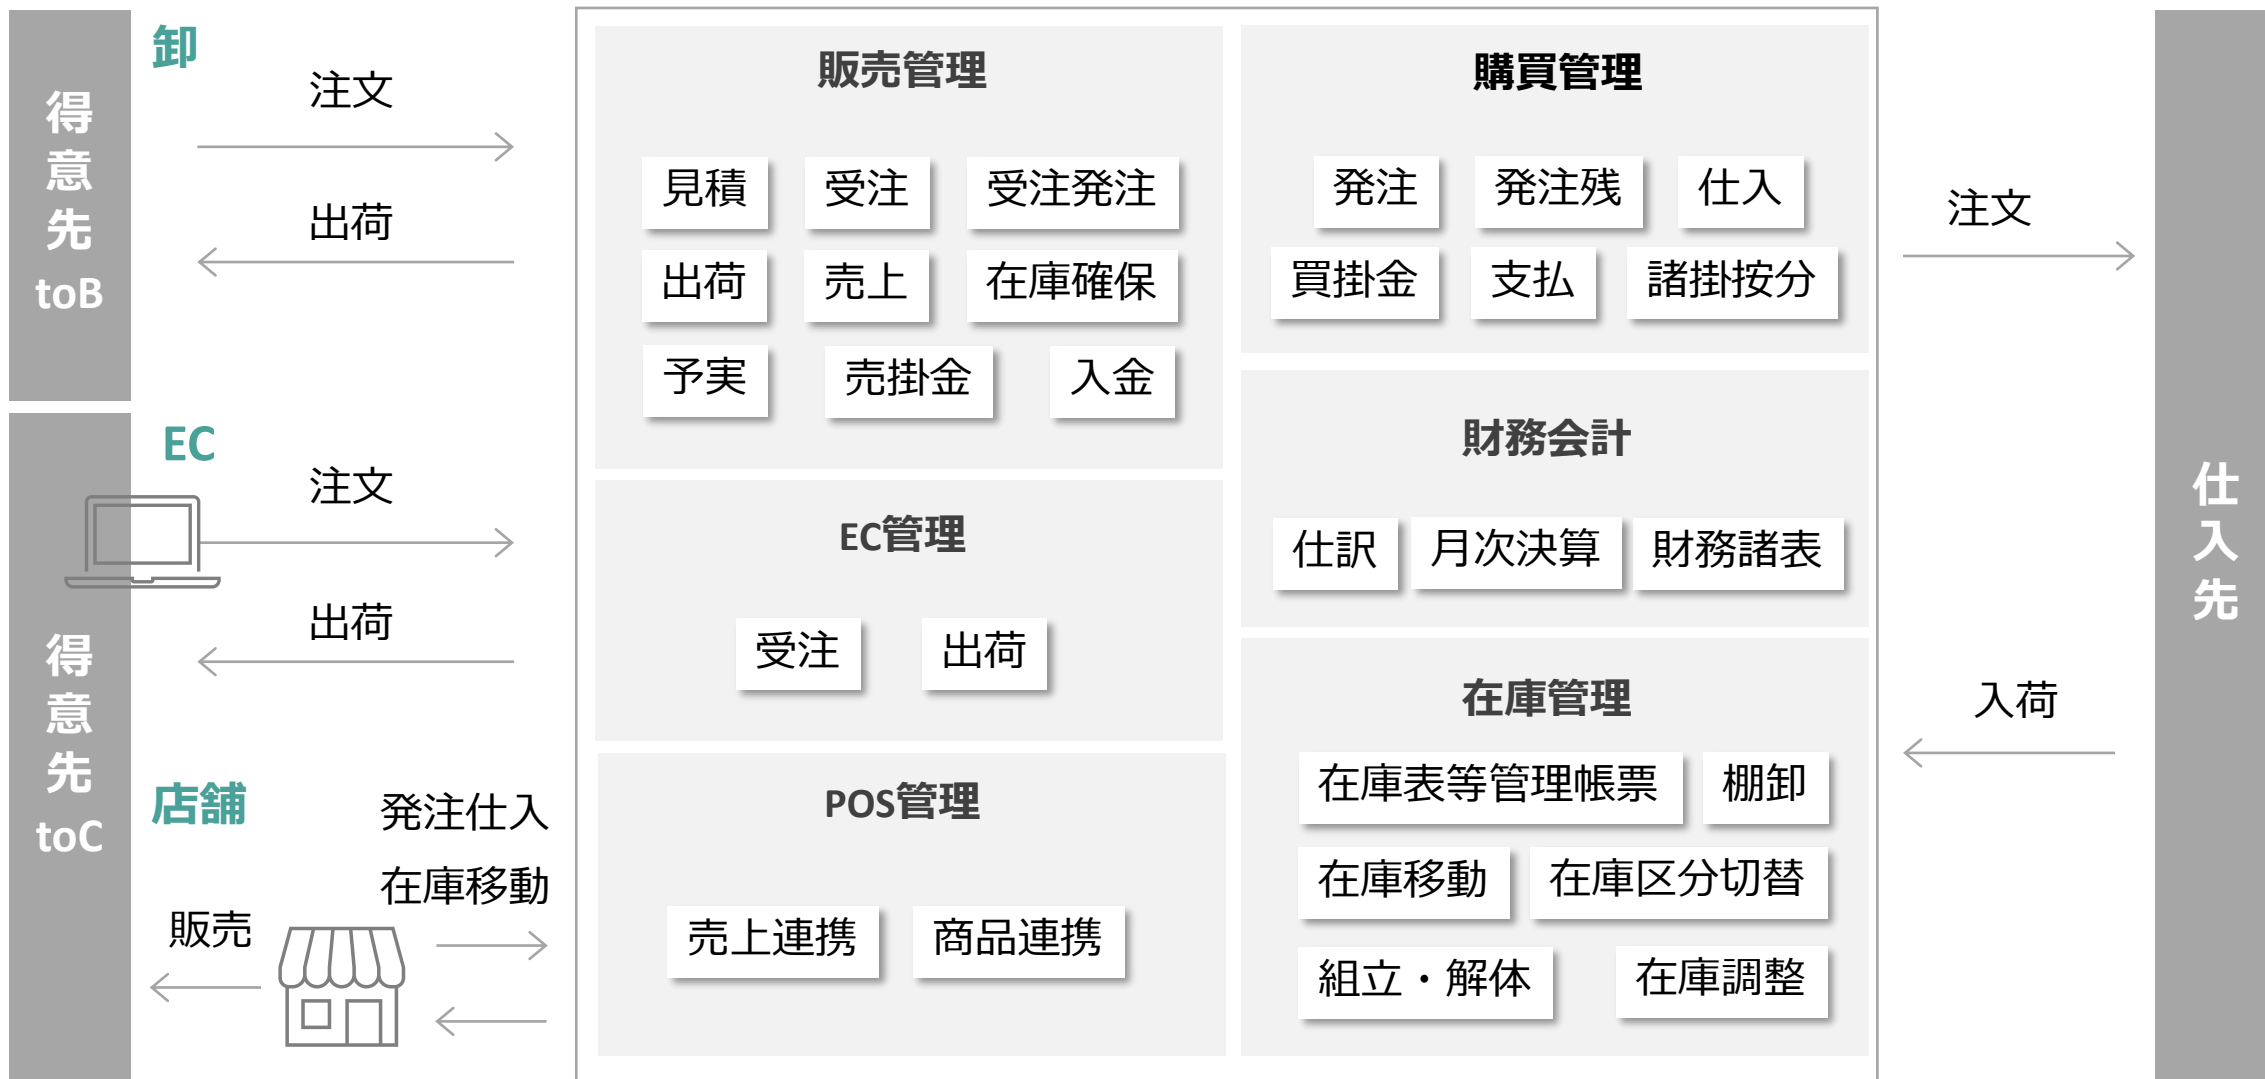 得意先
toB
卸
注文
出荷
得意先
toC
EC
注文
出荷
店舗
発注仕入
在庫移動
販売
販売管理
見積
受注
受注発注
出荷
売上
在庫確保
予実
売掛金
入金
EC管理
受注
出荷
POS管理
売上連携
商品連携
購買管理
発注
発注残
仕入
買掛金
支払
諸掛按分
財務会計
仕訳
月次決算
財務諸表
在庫管理
在庫表等管理帳票
棚卸
在庫移動
在庫区分切替
組立・解体
在庫調整
注文
入荷
仕入先